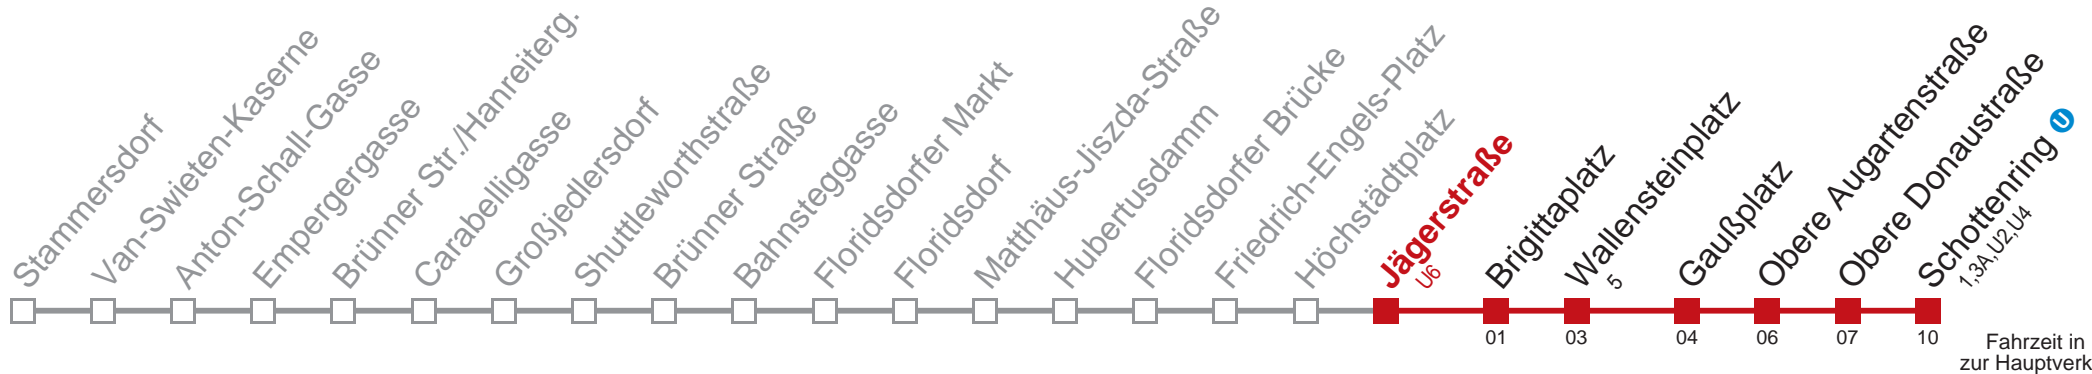 Stammersdorf
Van-Swieten-Kaserne
Anton-Schall-Gasse
Empergergasse
Brünner Str./Hanreiterg.
Carabelligasse
Großjedlersdorf
Shuttleworthstraße
Brünner Straße
Bahnsteggasse
Floridsdorfer Markt
Floridsdorf
Matthäus-Jiszda-Straße
Hubertusdamm
Floridsdorfer Brücke
Friedrich-Engels-Platz
Höchstädtplatz
Jägerstraße
U6
Brigittaplatz
Wallensteinplatz
5
Gaußplatz
Obere Augartenstraße
Obere Donaustraße
Schottenring U
1,3A,U2,U4
01 03 04 06 07 10
Fahrzeit in
zur Hauptverk